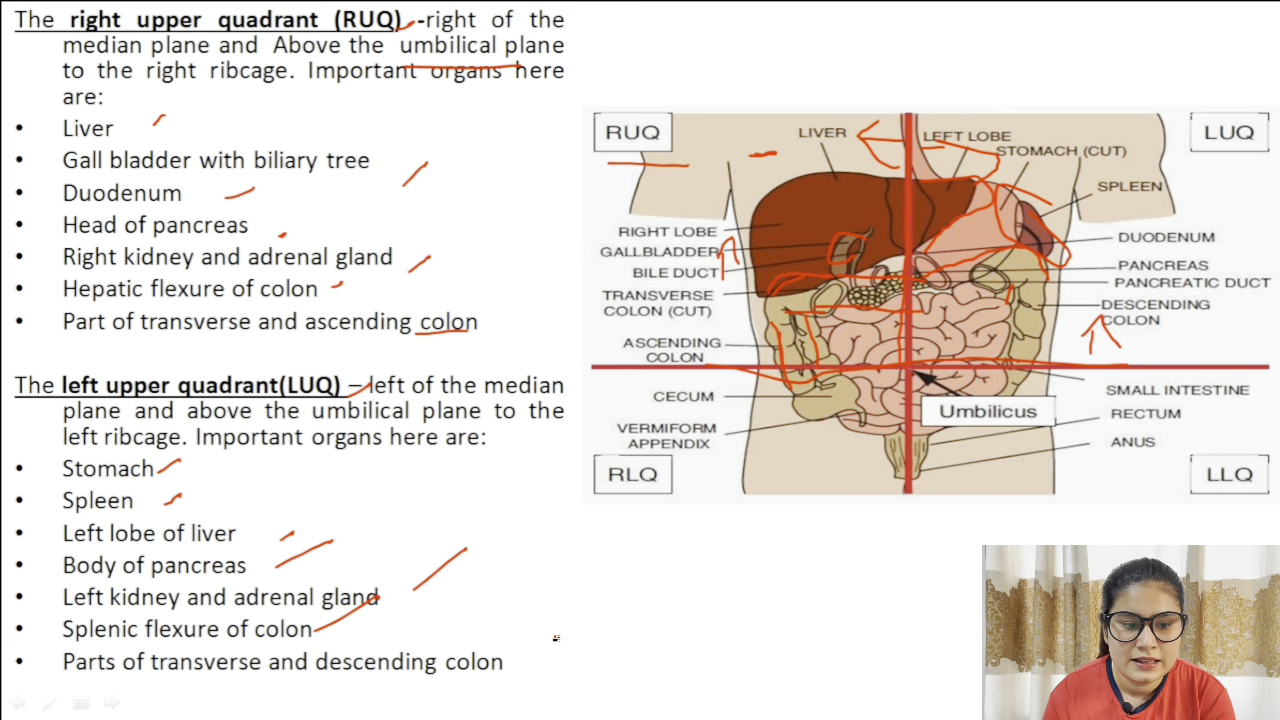 The right upper quadrant (RUQ) -right of the
median plane and Above the umbilical plane
to the right ribcage. Important organs here
are:
• Liver
• Gall bladder with biliary tree
• Duodenum
• Head of pancreas
• Right kidney and adrenal gland
• Hepatic flexure of colon
• Part of transverse and ascending colon
The left upper quadrant(LUQ) – left of the median
plane and above the umbilical plane to the
left ribcage. Important organs here are:
• Stomach
• Spleen
• Left lobe of liver
• Body of pancreas
• Left kidney and adrenal gland
• Splenic flexure of colon
• Parts of transverse and descending colon
RUQ
LIVER
LEFT LOBE
STOMACH (CUT)
LUQ
SPLEEN
RIGHT LOBE
GALLBLADDER
BILE DUCT
TRANSVERSE
COLON (CUT)
ASCENDING
COLON
CECUM
VERMIFORM
APPENDIX
RLQ
DUODENUM
PANCREAS
PANCREATIC DUCT
DESCENDING
COLON
SMALL INTESTINE
Umbilicus
RECTUM
ANUS
LLQ